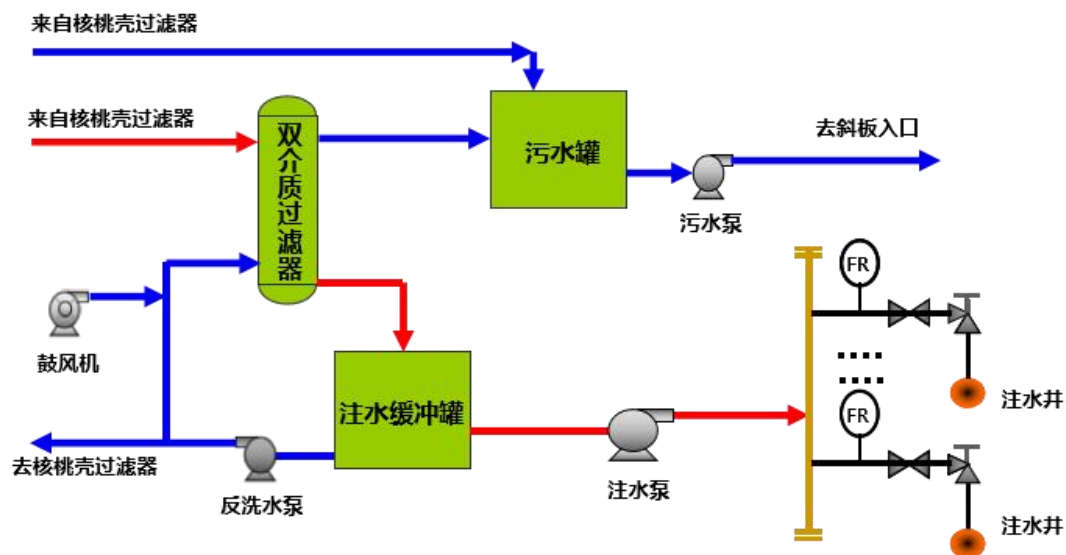 来自核桃壳过滤器
来自核桃壳过滤器
双介质过滤器
污水罐
去斜板入口
污水泵
FR
鼓风机
注水缓冲罐
注水井
FR
去核桃壳过滤器
反洗水泵
注水泵
注水井